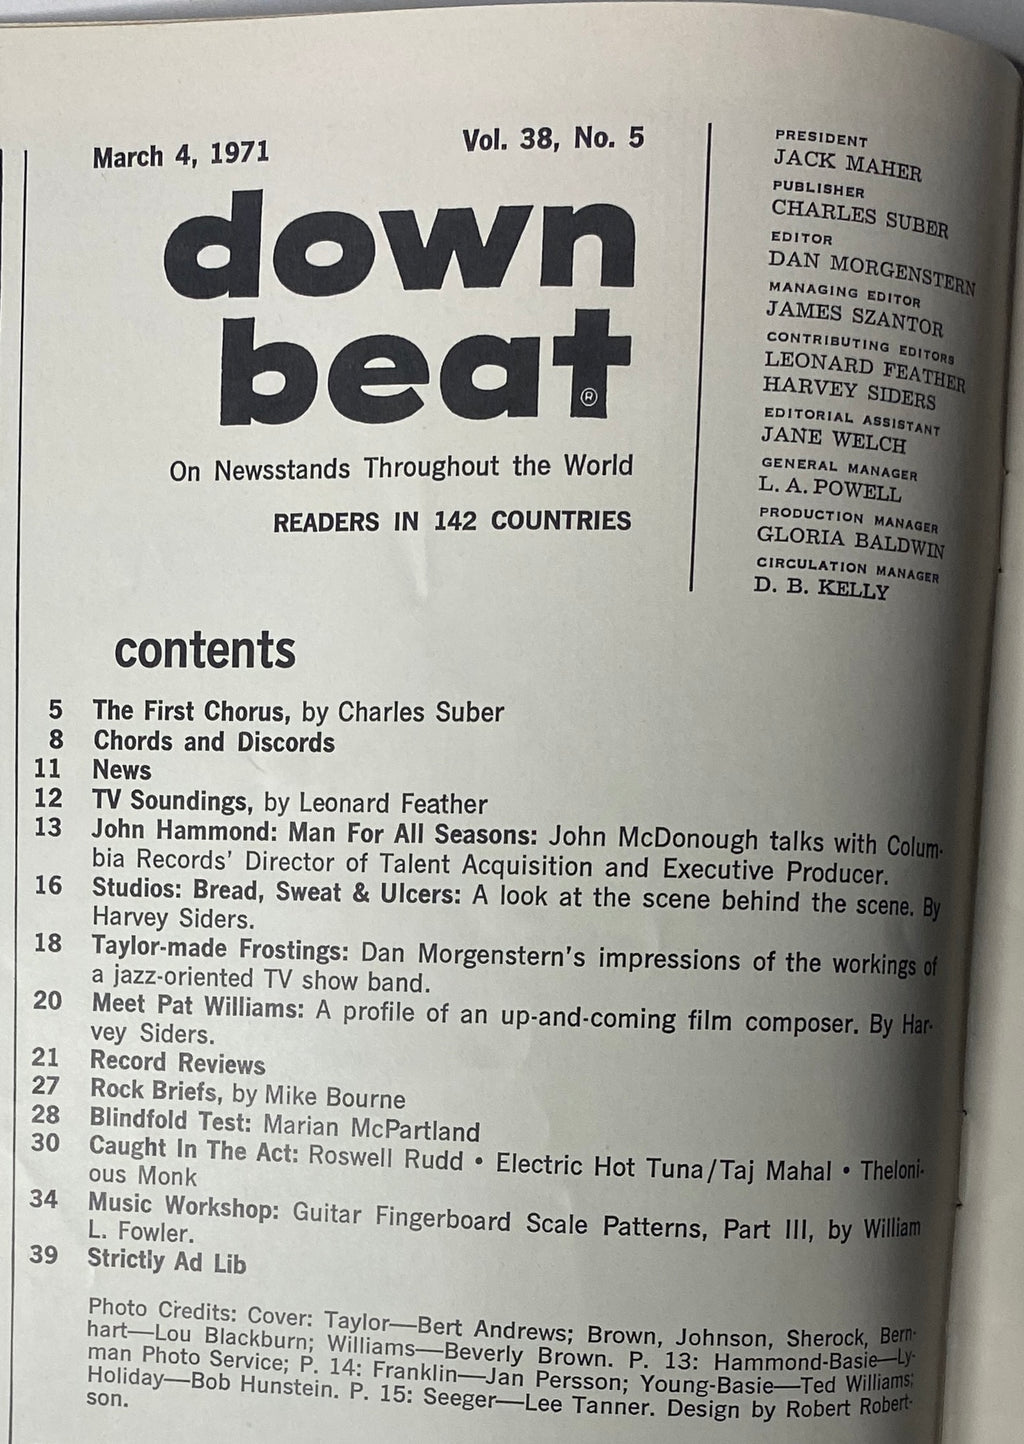 March 4, 1971
Vol. 38, No. 5
down
beat®
On Newsstands Throughout the World
READERS IN 142 COUNTRIES
PRESIDENT
JACK MAHER
PUBLISHER
CHARLES SUBER
EDITOR
DAN MORGENSTERN
MANAGING EDITOR
JAMES SZANTOR
CONTRIBUTING EDITORS
LEONARD FEATHER
HARVEY SIDERS
EDITORIAL ASSISTANT
JANE WELCH
GENERAL MANAGER
L. A. POWELL
PRODUCTION MANAGER
GLORIA BALDWIN
CIRCULATION MANAGER
D. B. KELLY
contents
5 The First Chorus, by Charles Suber
8 Chords and Discords
11 News
12 TV Soundings, by Leonard Feather
13 John Hammond: Man For All Seasons: John McDonough talks with Colum-
bia Records' Director of Talent Acquisition and Executive Producer.
16 Studios: Bread, Sweat & Ulcers: A look at the scene behind the scene. By
Harvey Siders.
18 Taylor-made Frostings: Dan Morgenstern's impressions of the workings of
a jazz-oriented TV show band.
20 Meet Pat Williams: A profile of an up-and-coming film composer. By Har-
vey Siders.
21 Record Reviews
27 Rock Briefs, by Mike Bourne
28 Blindfold Test: Marian McPartland
30 Caught In The Act: Roswell Rudd • Electric Hot Tuna/Taj Mahal • Theloni-
ous Monk
34 Music Workshop: Guitar Fingerboard Scale Patterns, Part III, by William
L. Fowler.
39 Strictly Ad Lib
Photo Credits: Cover: Taylor—Bert Andrews; Brown, Johnson, Sherock, Bern-
hart—Lou Blackburn; Williams—Beverly Brown. P. 13: Hammond-Basie—Ly-
man Photo Service; P. 14: Franklin—Jan Persson; Young-Basie—Ted Williams;
Holiday—Bob Hunstein. P. 15: Seeger—Lee Tanner. Design by Robert Robert-
son.